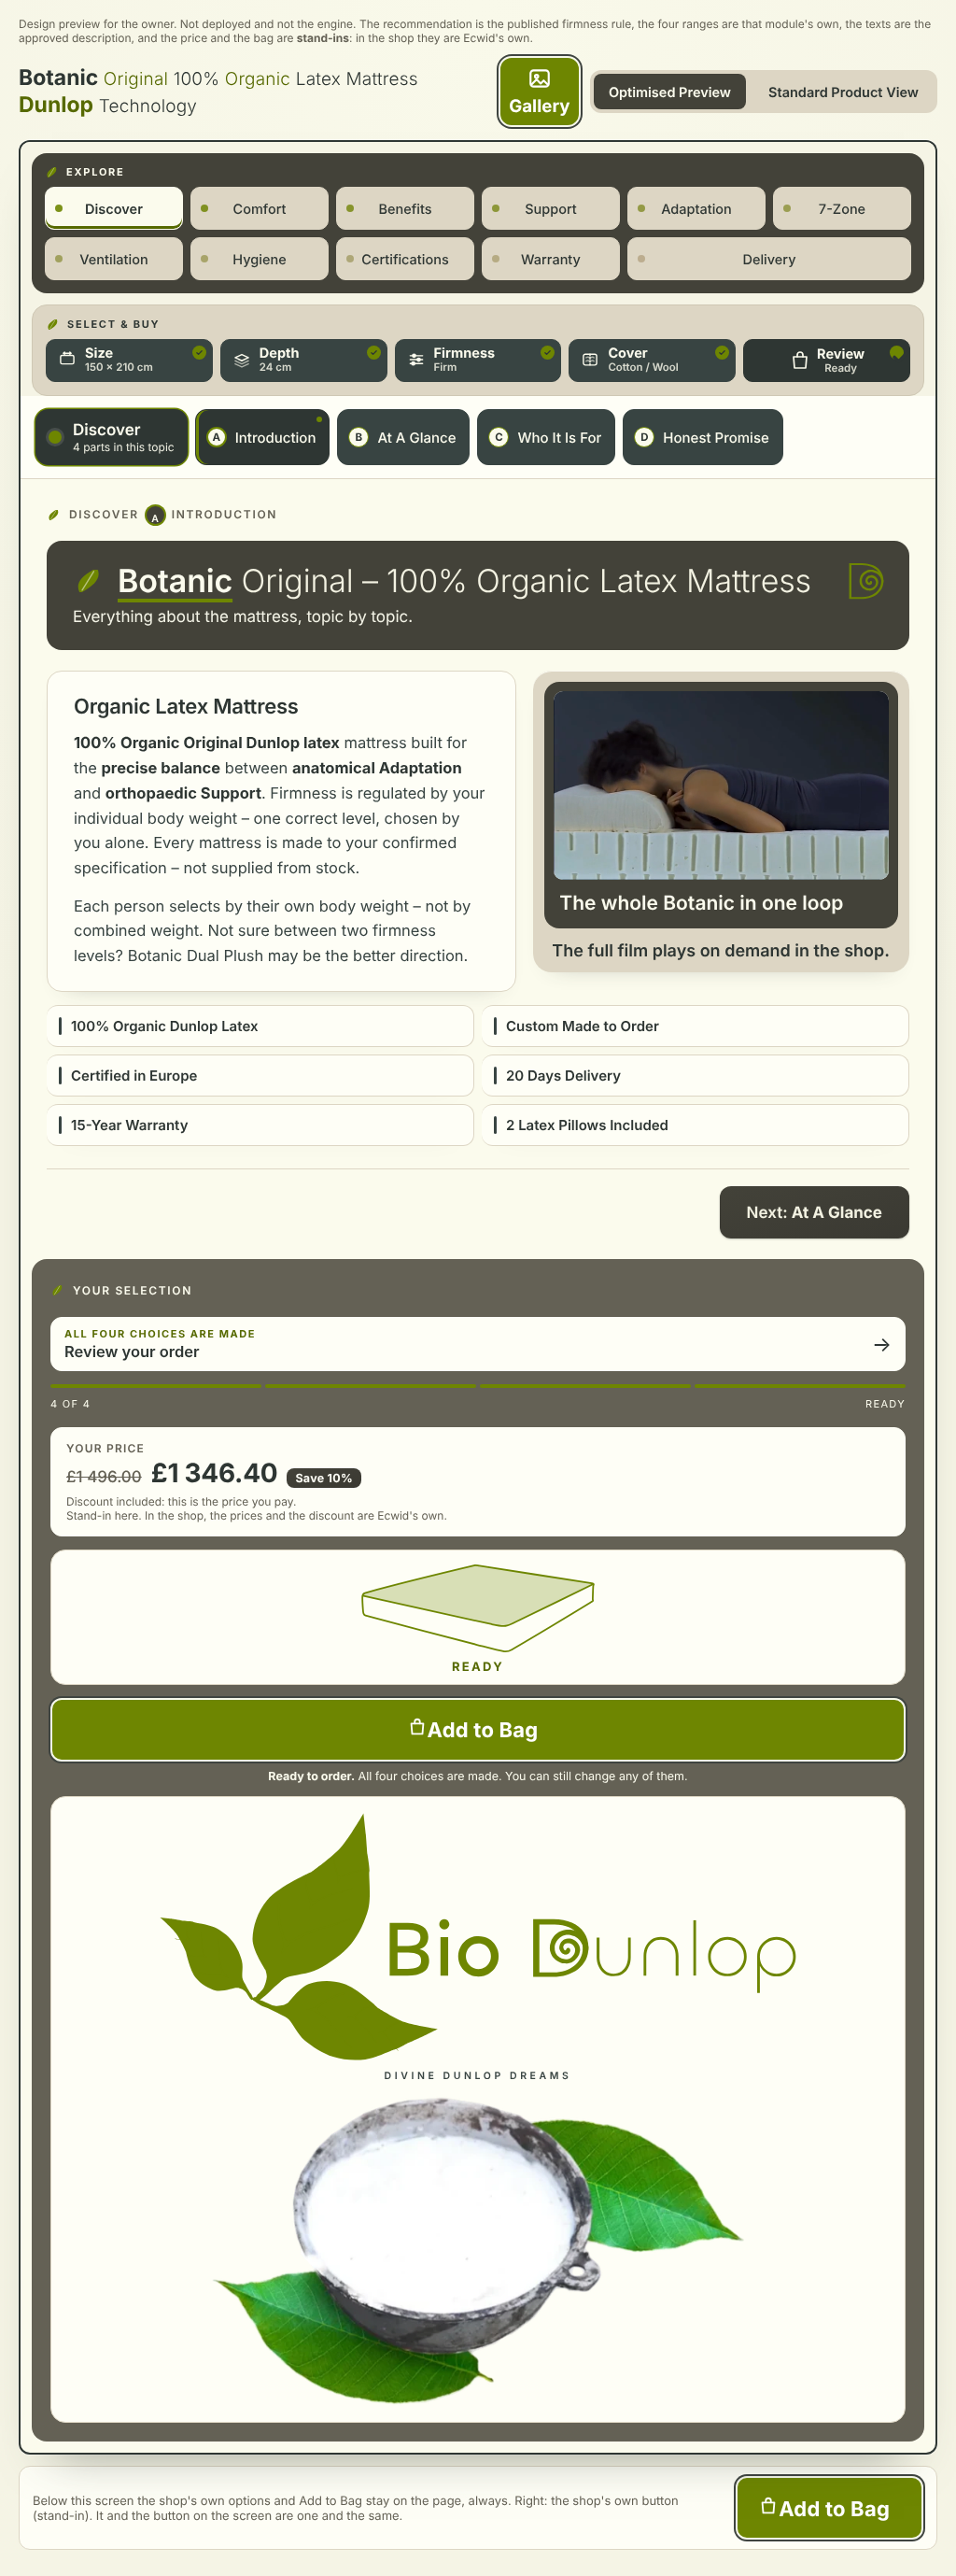 Design preview for the owner. Not deployed and not the engine. The recommendation is the published firmness rule, the four ranges are that module's own, the texts are the
approved description, and the price and the bag are stand-ins: in the shop they are Ecwid's own.
Botanic Original 100% Organic Latex Mattress
Dunlop Technology
Gallery
Optimised Preview
Standard Product View
EXPLORE
Discover
Comfort
Benefits
Support
Adaptation
7-Zone
Ventilation
Hygiene
Certifications
Warranty
Delivery
SELECT & BUY
Size
150 × 210 cm
Depth
24 cm
Firmness
Firm
Cover
Cotton / Wool
Review
Ready
Discover
4 parts in this topic
A Introduction
B At A Glance
C Who It Is For
D Honest Promise
DISCOVER A INTRODUCTION
Botanic Original – 100% Organic Latex Mattress
Everything about the mattress, topic by topic.
Organic Latex Mattress
100% Organic Original Dunlop latex mattress built for
the precise balance between anatomical Adaptation
and orthopaedic Support. Firmness is regulated by your
individual body weight – one correct level, chosen by
you alone. Every mattress is made to your confirmed
specification – not supplied from stock.
Each person selects by their own body weight – not by
combined weight. Not sure between two firmness
levels? Botanic Dual Plush may be the better direction.
The whole Botanic in one loop
The full film plays on demand in the shop.
100% Organic Dunlop Latex
Custom Made to Order
Certified in Europe
20 Days Delivery
15-Year Warranty
2 Latex Pillows Included
Next: At A Glance
YOUR SELECTION
ALL FOUR CHOICES ARE MADE
Review your order
4 OF 4
READY
YOUR PRICE
£1 496.00 £1 346.40 Save 10%
Discount included: this is the price you pay.
Stand-in here. In the shop, the prices and the discount are Ecwid's own.
READY
Add to Bag
Ready to order. All four choices are made. You can still change any of them.
Bio Dunlop
DIVINE DUNLOP DREAMS
Below this screen the shop's own options and Add to Bag stay on the page, always. Right: the shop's own button
(stand-in). It and the button on the screen are one and the same.
Add to Bag